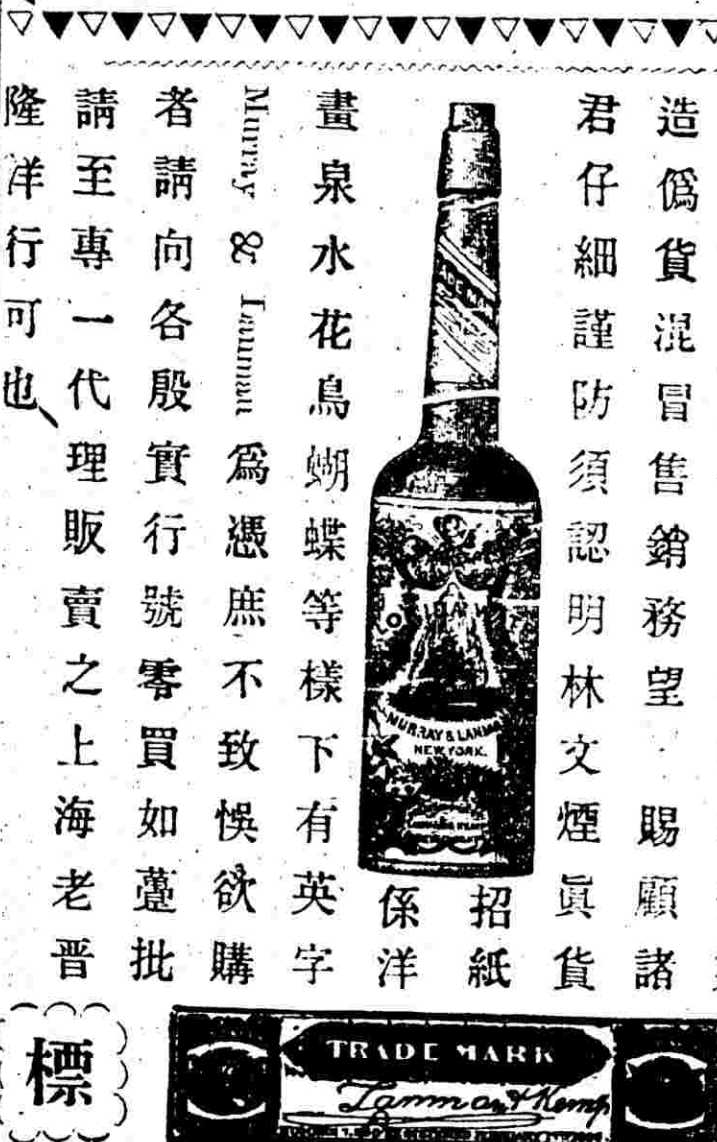 造僞貨混冒售銷務望 賜顧諸
君仔細謹防須認明林文煙眞貨
招紙
係洋
畫泉水花鳥蝴蝶等樣下有英字
Murray & Lanman 爲憑庶不致悞欲購
者請向各殷實行號零買如躉批
請至專一代理販賣之上海老晋
隆洋行可也
MURRAY & LANMAN
NEW YORK.
標
TRADE MARK
Lanman & Kemp